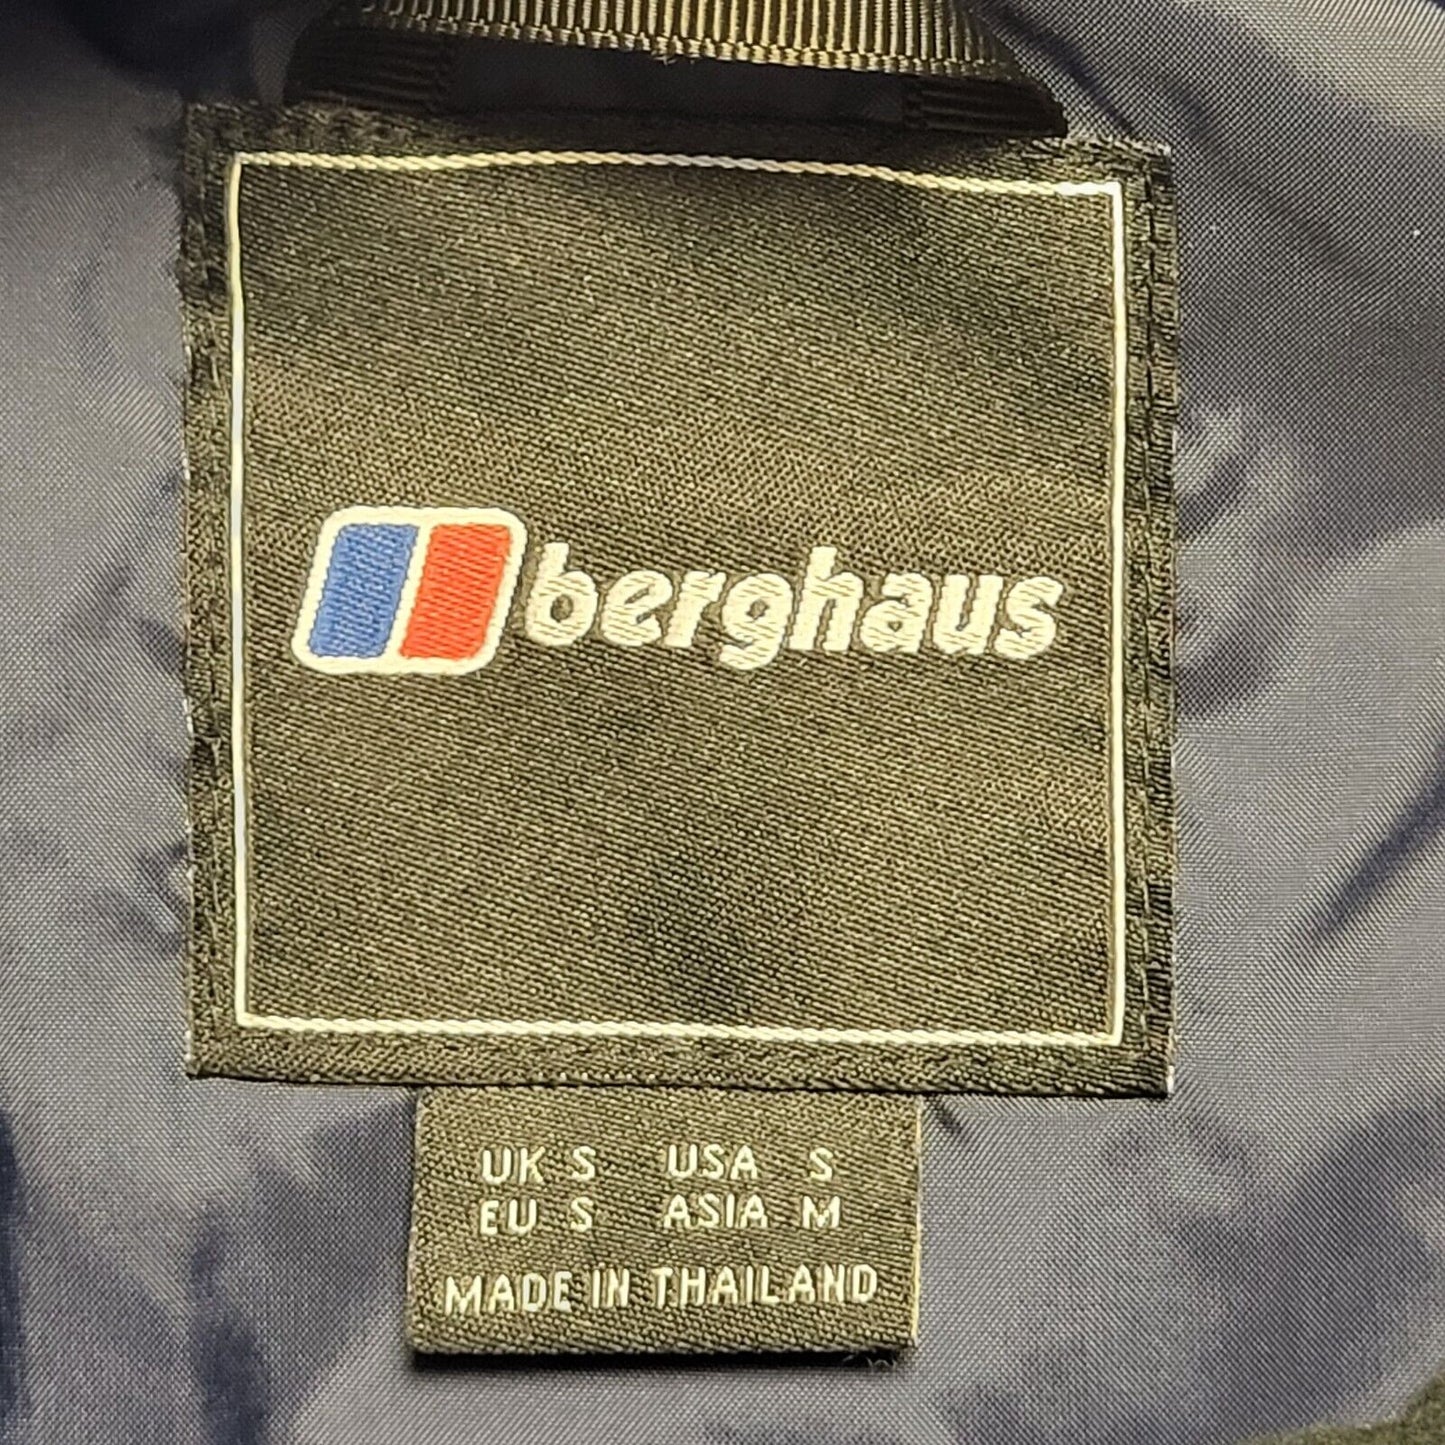 berghaus
UK S USA S
EU S ASIA M
MADE IN THAILAND